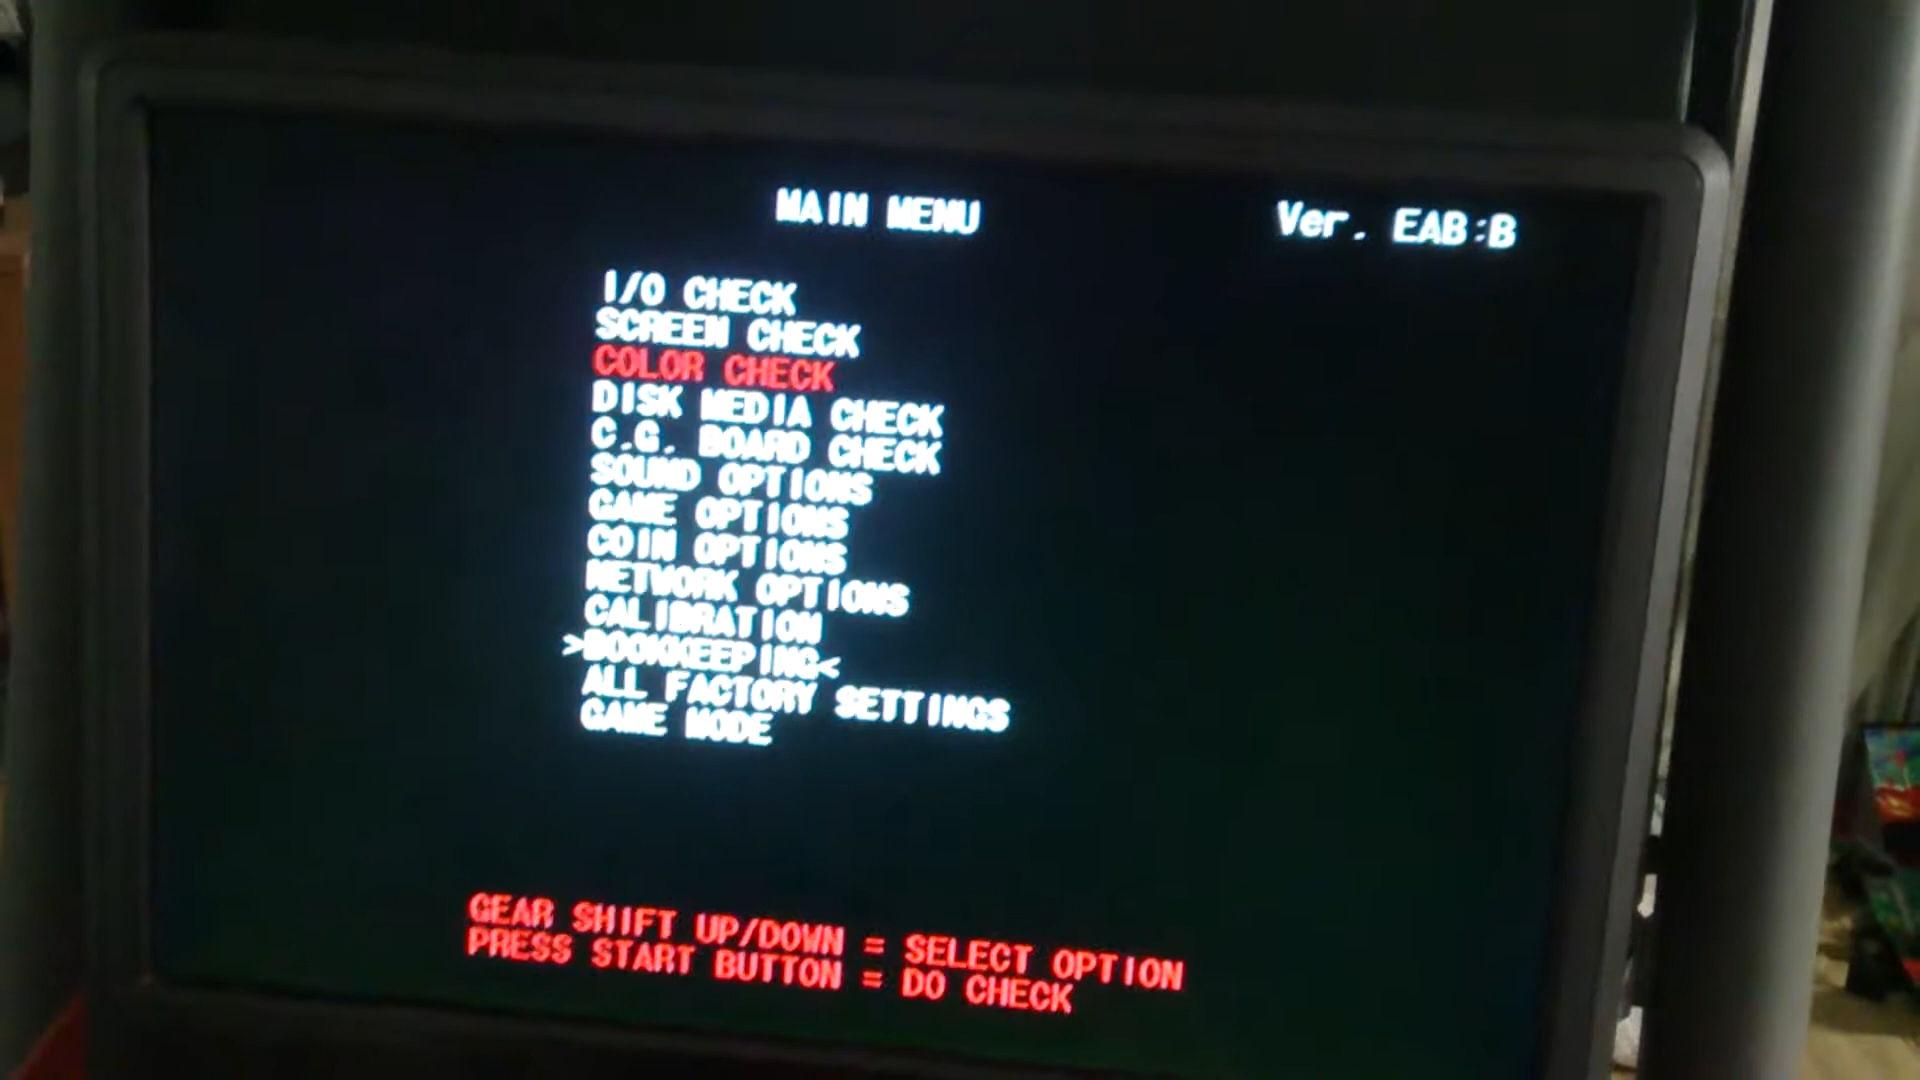 MAIN MENU
Ver. EAB:B
I/O CHECK
SCREEN CHECK
COLOR CHECK
DISK MEDIA CHECK
C.G. BOARD CHECK
SOUND OPTIONS
GAME OPTIONS
COIN OPTIONS
NETWORK OPTIONS
CALIBRATION
>BOOKKEEPING<
ALL FACTORY SETTINGS
GAME MODE
GEAR SHIFT UP/DOWN = SELECT OPTION
PRESS START BUTTON = DO CHECK